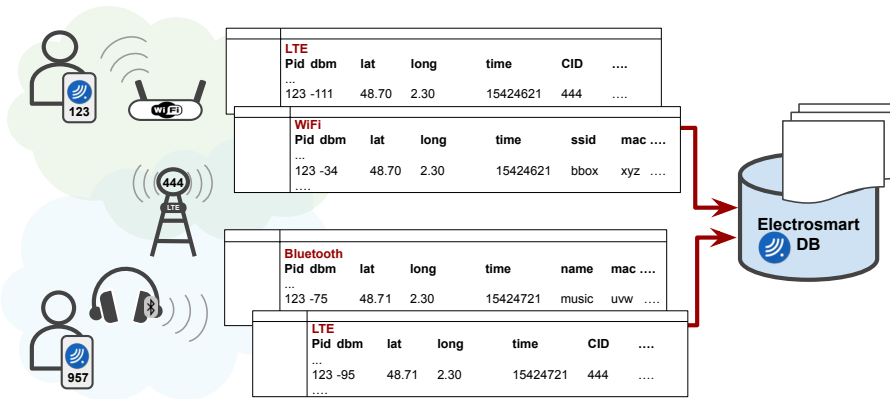 123
WiFi
444
LTE
957
LTE
Pid dbm lat long time CID ....
...
123 -111 48.70 2.30 15424621 444 ....
WiFi
Pid dbm lat long time ssid mac ....
...
123 -34 48.70 2.30 15424621 bbox xyz ....
....
Bluetooth
Pid dbm lat long time name mac ....
...
123 -75 48.71 2.30 15424721 music uvw ....
LTE
Pid dbm lat long time CID ....
...
123 -95 48.71 2.30 15424721 444 ....
....
Electrosmart
DB